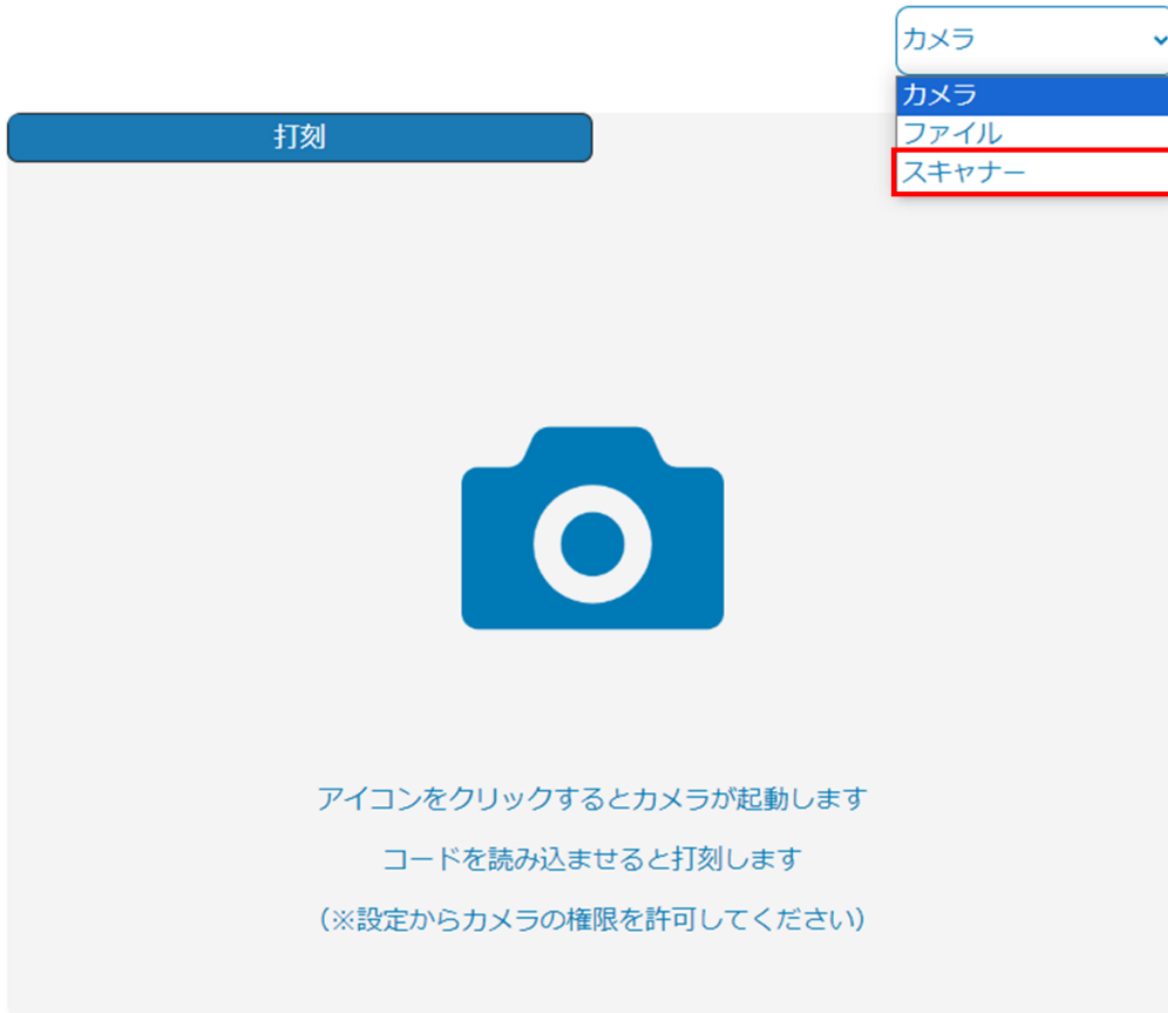 カメラ
カメラ
ファイル
スキャナー
打刻
アイコンをクリックするとカメラが起動します
コードを読み込ませると打刻します
（※設定からカメラの権限を許可してください）